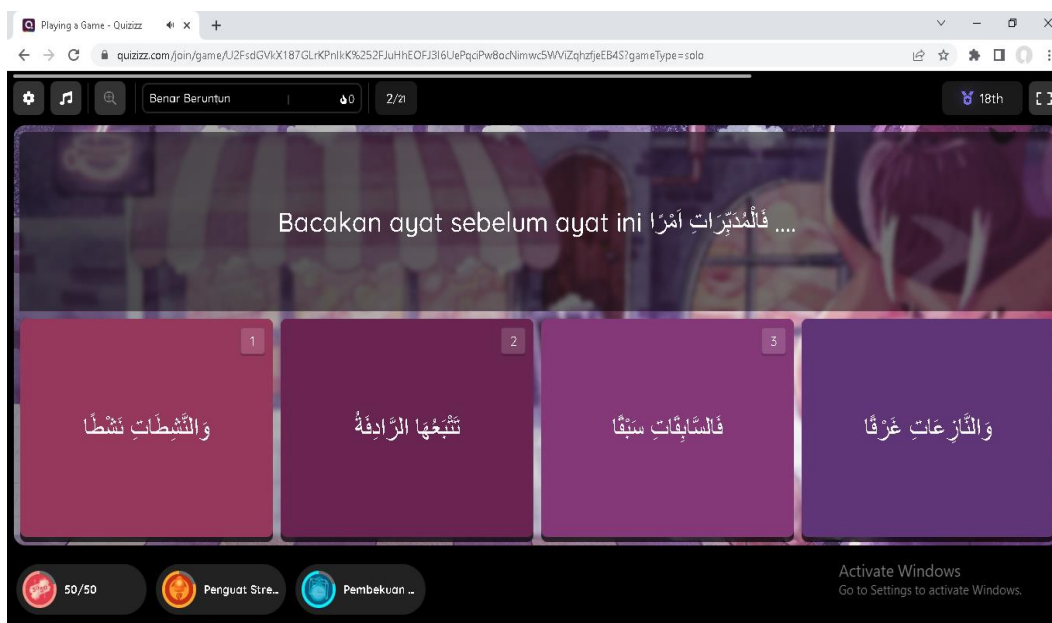 Playing a Game - Quizizz
quizizz.com/join/game/U2FsdGVkX187GLrKPnIkK%252FJuHhEOFJ3I6UePqciPw8ocNimwc5WViZqhzfjeEB4S?gameType=solo
Benar Beruntun | 0 2/21 18th
Bacakan ayat sebelum ayat ini فَالْمُدَبِّرَاتِ اَمْرًا ....
1
2
3
وَالنَّشِطَاتِ نَشْطًا
تَتْبَعُهَا الرَّادِفَةُ
فَالسَّابِقَاتِ سَبْقًا
وَالنَّازِعَاتِ غَرْقًا
50/50
Penguat Stre...
Pembekuan ...
Activate Windows
Go to Settings to activate Windows.